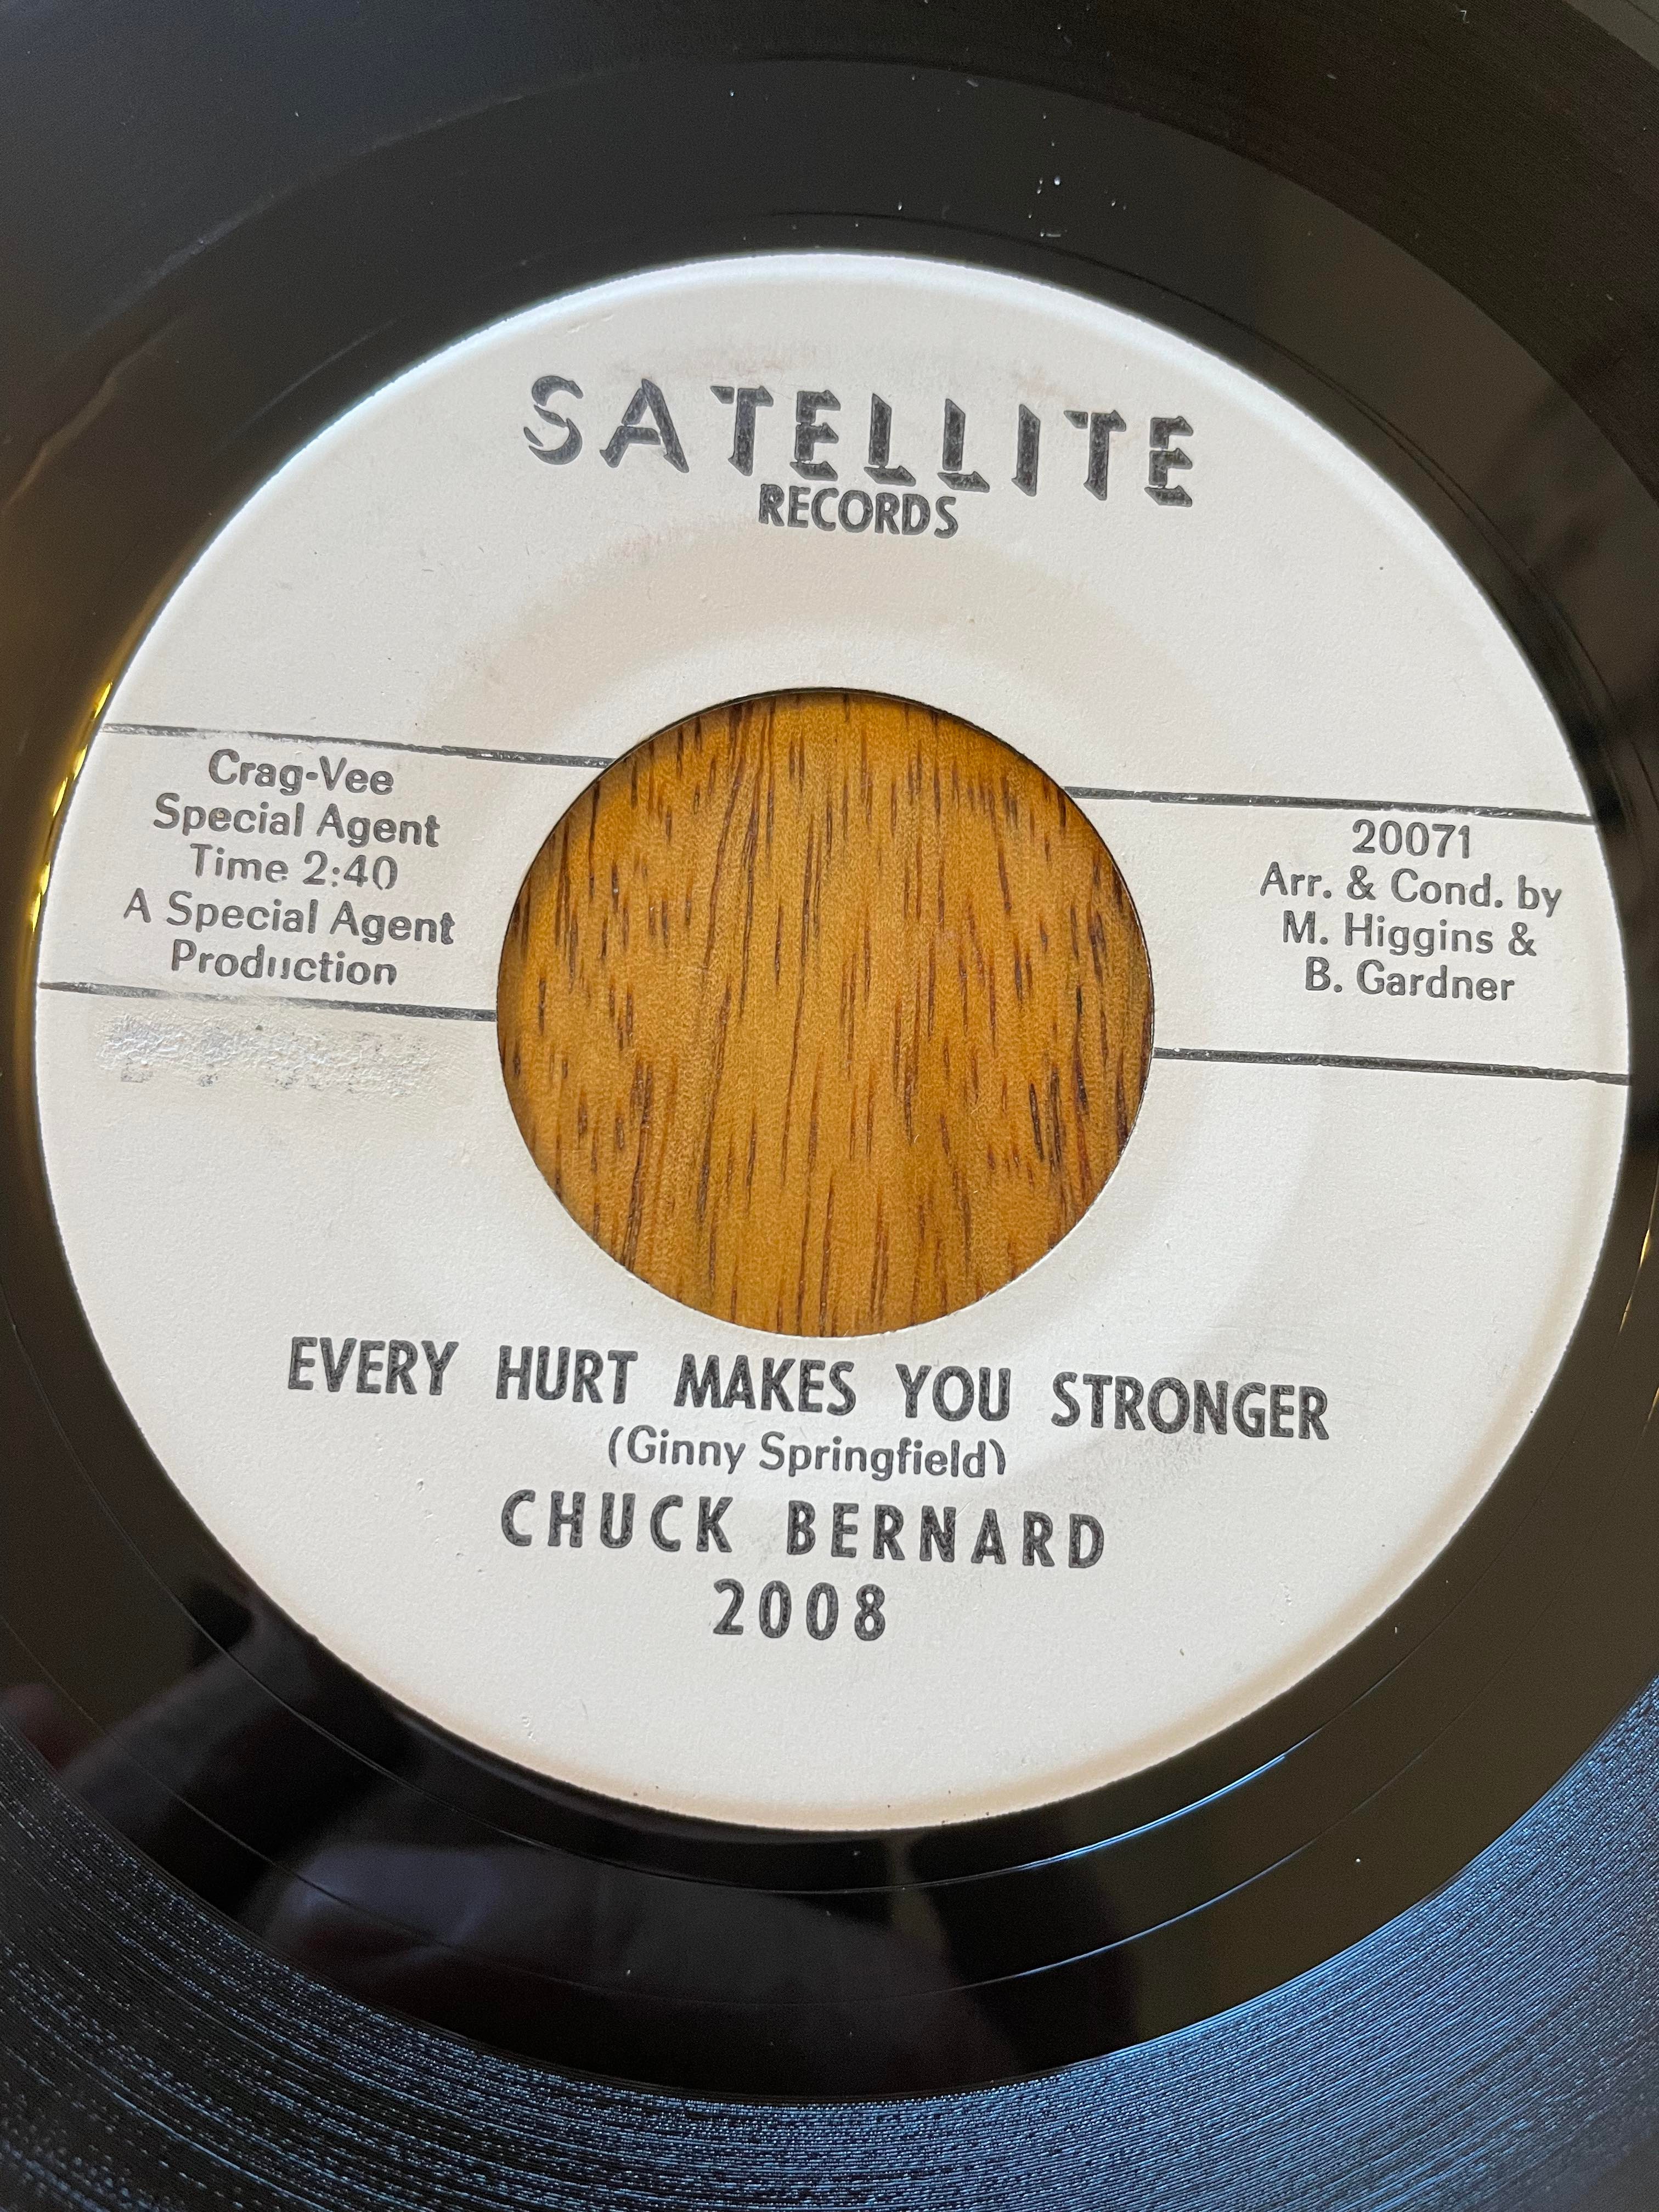 SATELLITE
RECORDS
Crag-Vee
Special Agent
Time 2:40
A Special Agent
Production
20071
Arr. & Cond. by
M. Higgins &
B. Gardner
EVERY HURT MAKES YOU STRONGER
(Ginny Springfield)
CHUCK BERNARD
2008